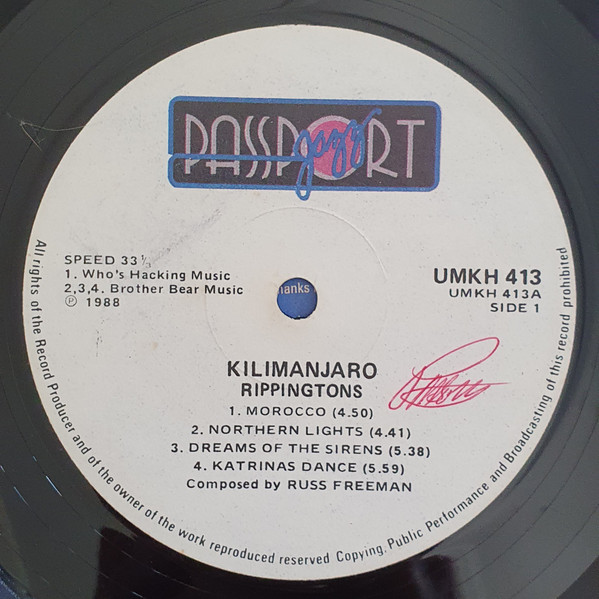 PASSPORT
jazz
SPEED 33⅓
1. Who's Hacking Music
2,3,4. Brother Bear Music
Ⓟ 1988
UMKH 413
UMKH 413A
SIDE 1
hanks
KILIMANJARO
RIPPINGTONS
1. MOROCCO (4.50)
2. NORTHERN LIGHTS (4.41)
3. DREAMS OF THE SIRENS (5.38)
4. KATRINAS DANCE (5.59)
Composed by RUSS FREEMAN
All rights of the Record Producer and of the owner of the work reproduced reserved Copying, Public Performance and Broadcasting of this record prohibited